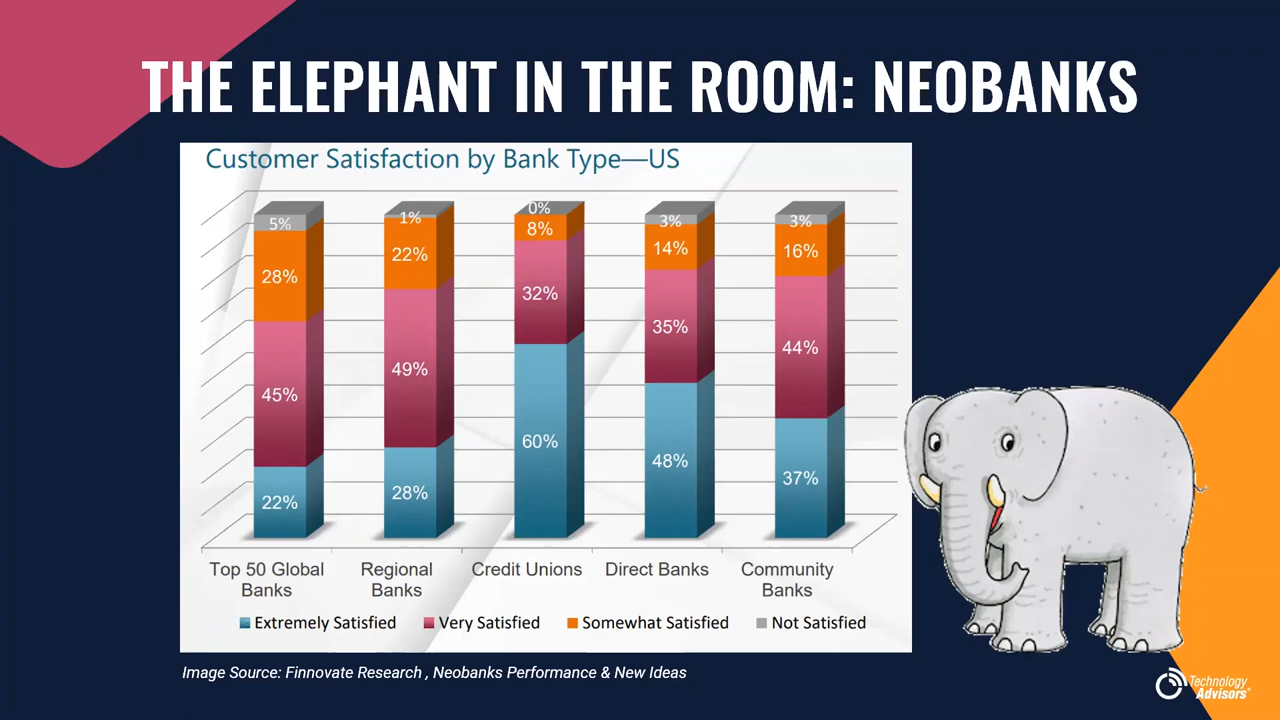 THE ELEPHANT IN THE ROOM: NEOBANKS
Customer Satisfaction by Bank Type—US
5% 1% 0% 3% 3%
28% 22% 8% 14% 16%
45% 49% 32% 35% 44%
22% 28% 60% 48% 37%
Top 50 Global Banks
Regional Banks
Credit Unions
Direct Banks
Community Banks
Extremely Satisfied Very Satisfied Somewhat Satisfied Not Satisfied
Image Source: Finnovate Research , Neobanks Performance & New Ideas
Technology
Advisors®